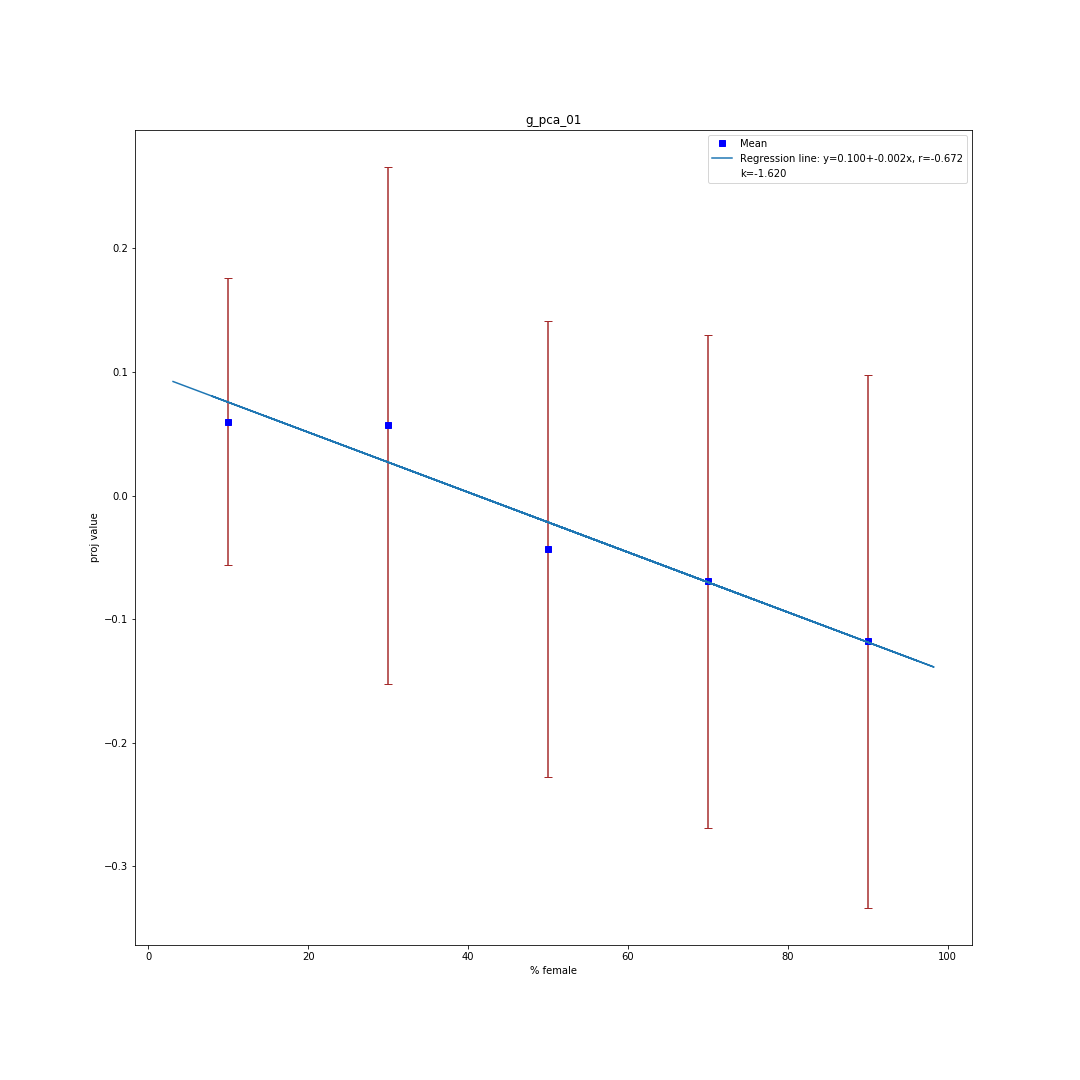 g_pca_01
Mean
Regression line: y=0.100+-0.002x, r=-0.672
k=-1.620
0.2
0.1
0.0
−0.1
−0.2
−0.3
proj value
0 20 40 60 80 100
% female